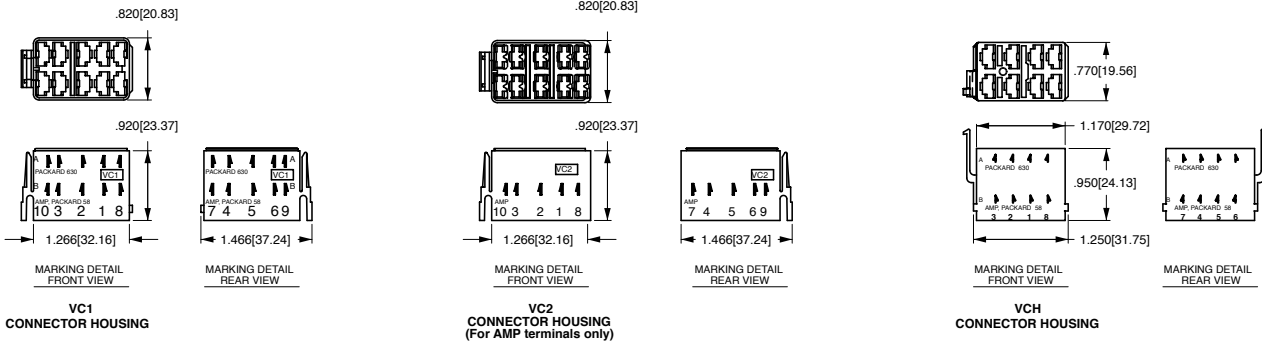 .820[20.83]
.920[23.37]
A
PACKARD 630
VC1
B
AMP, PACKARD 58
10 3 2 1 8
1.266[32.16]
MARKING DETAIL
FRONT VIEW
A
PACKARD 630
VC1
B
AMP, PACKARD 58
7 4 5 6 9
1.466[37.24]
MARKING DETAIL
REAR VIEW
VC1
CONNECTOR HOUSING
.820[20.83]
.920[23.37]
VC2
AMP
10 3 2 1 8
1.266[32.16]
MARKING DETAIL
FRONT VIEW
VC2
AMP
7 4 5 6 9
1.466[37.24]
MARKING DETAIL
REAR VIEW
VC2
CONNECTOR HOUSING
(For AMP terminals only)
.770[19.56]
1.170[29.72]
A
PACKARD 630
.950[24.13]
B
AMP, PACKARD 58
3 2 1 8
1.250[31.75]
MARKING DETAIL
FRONT VIEW
A
PACKARD 630
B
AMP, PACKARD 58
7 4 5 6
MARKING DETAIL
REAR VIEW
VCH
CONNECTOR HOUSING